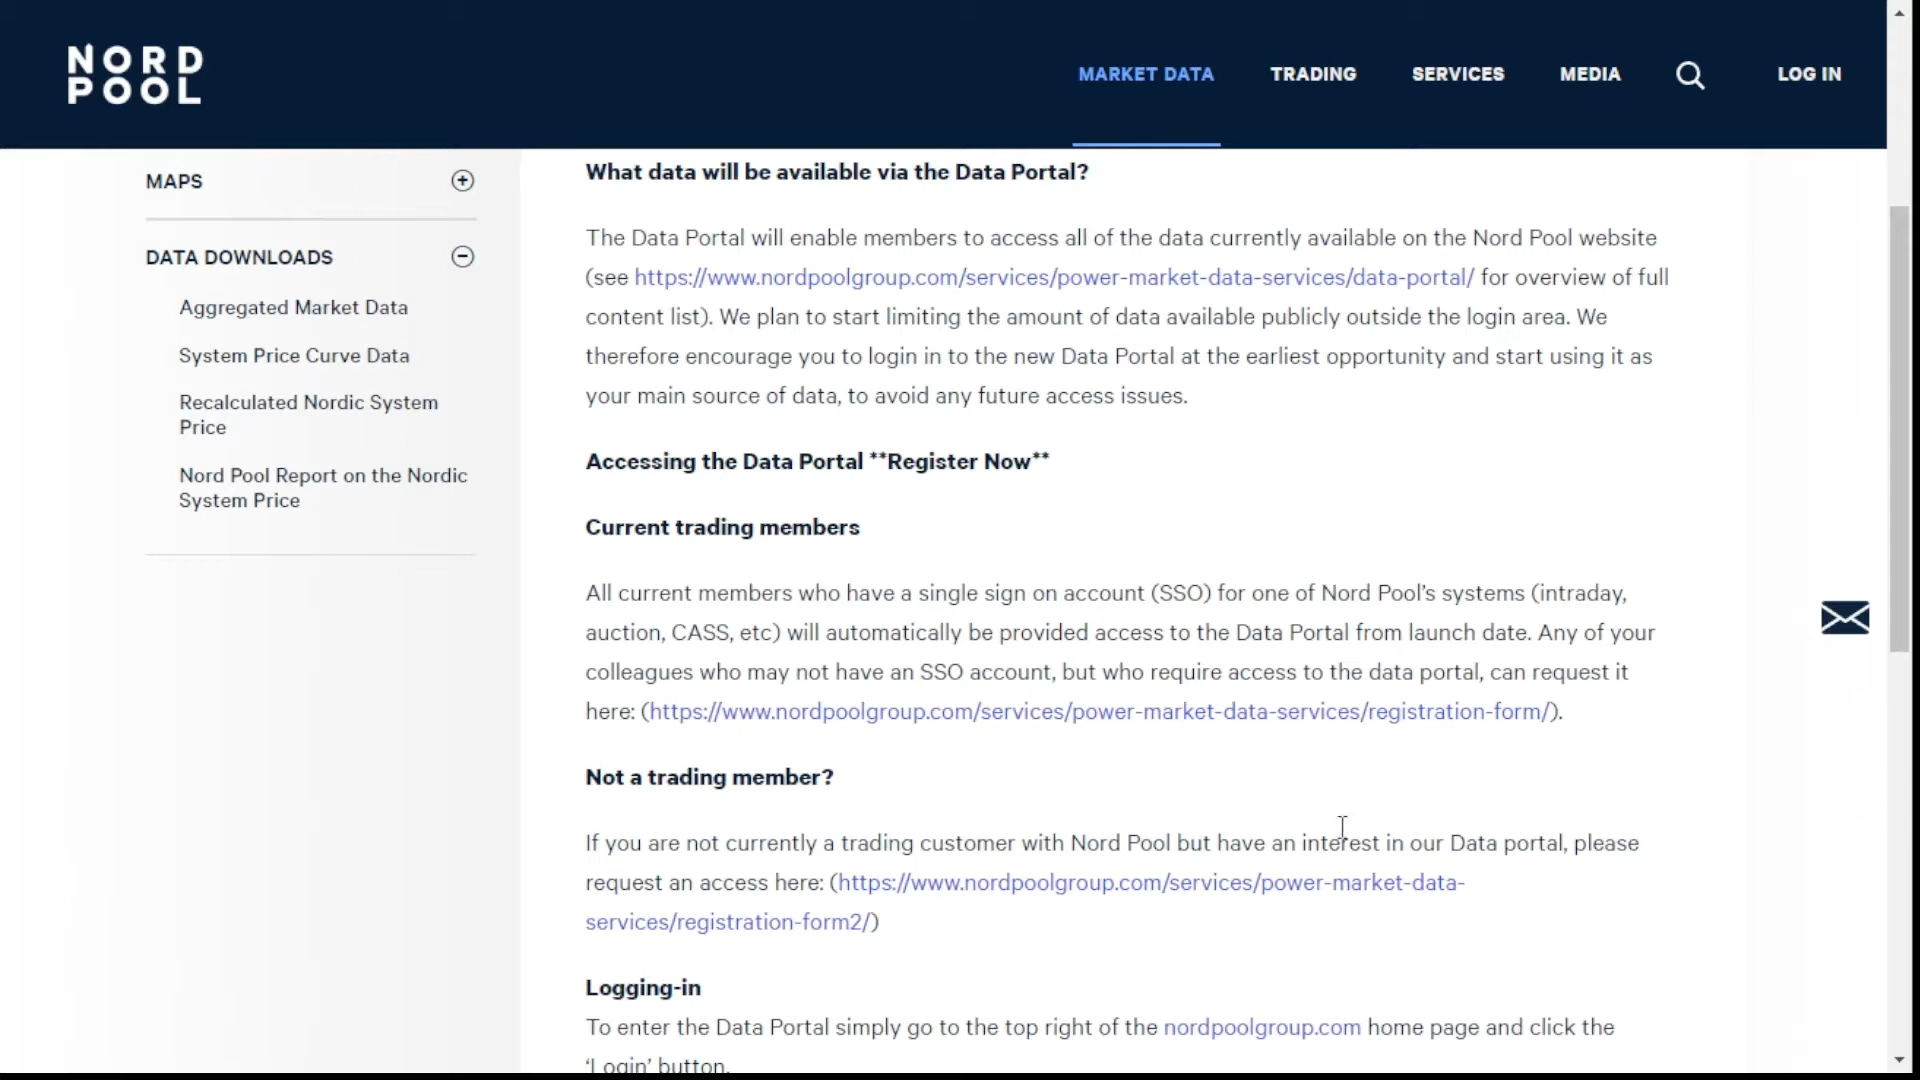 NORD
POOL
MARKET DATA
TRADING
SERVICES
MEDIA
LOG IN
MAPS
DATA DOWNLOADS
Aggregated Market Data
System Price Curve Data
Recalculated Nordic System
Price
Nord Pool Report on the Nordic
System Price
What data will be available via the Data Portal?
The Data Portal will enable members to access all of the data currently available on the Nord Pool website
(see https://www.nordpoolgroup.com/services/power-market-data-services/data-portal/ for overview of full
content list). We plan to start limiting the amount of data available publicly outside the login area. We
therefore encourage you to login in to the new Data Portal at the earliest opportunity and start using it as
your main source of data, to avoid any future access issues.
Accessing the Data Portal **Register Now**
Current trading members
All current members who have a single sign on account (SSO) for one of Nord Pool’s systems (intraday,
auction, CASS, etc) will automatically be provided access to the Data Portal from launch date. Any of your
colleagues who may not have an SSO account, but who require access to the data portal, can request it
here: (https://www.nordpoolgroup.com/services/power-market-data-services/registration-form/).
Not a trading member?
If you are not currently a trading customer with Nord Pool but have an interest in our Data portal, please
request an access here: (https://www.nordpoolgroup.com/services/power-market-data-
services/registration-form2/)
Logging-in
To enter the Data Portal simply go to the top right of the nordpoolgroup.com home page and click the
‘Login’ button.